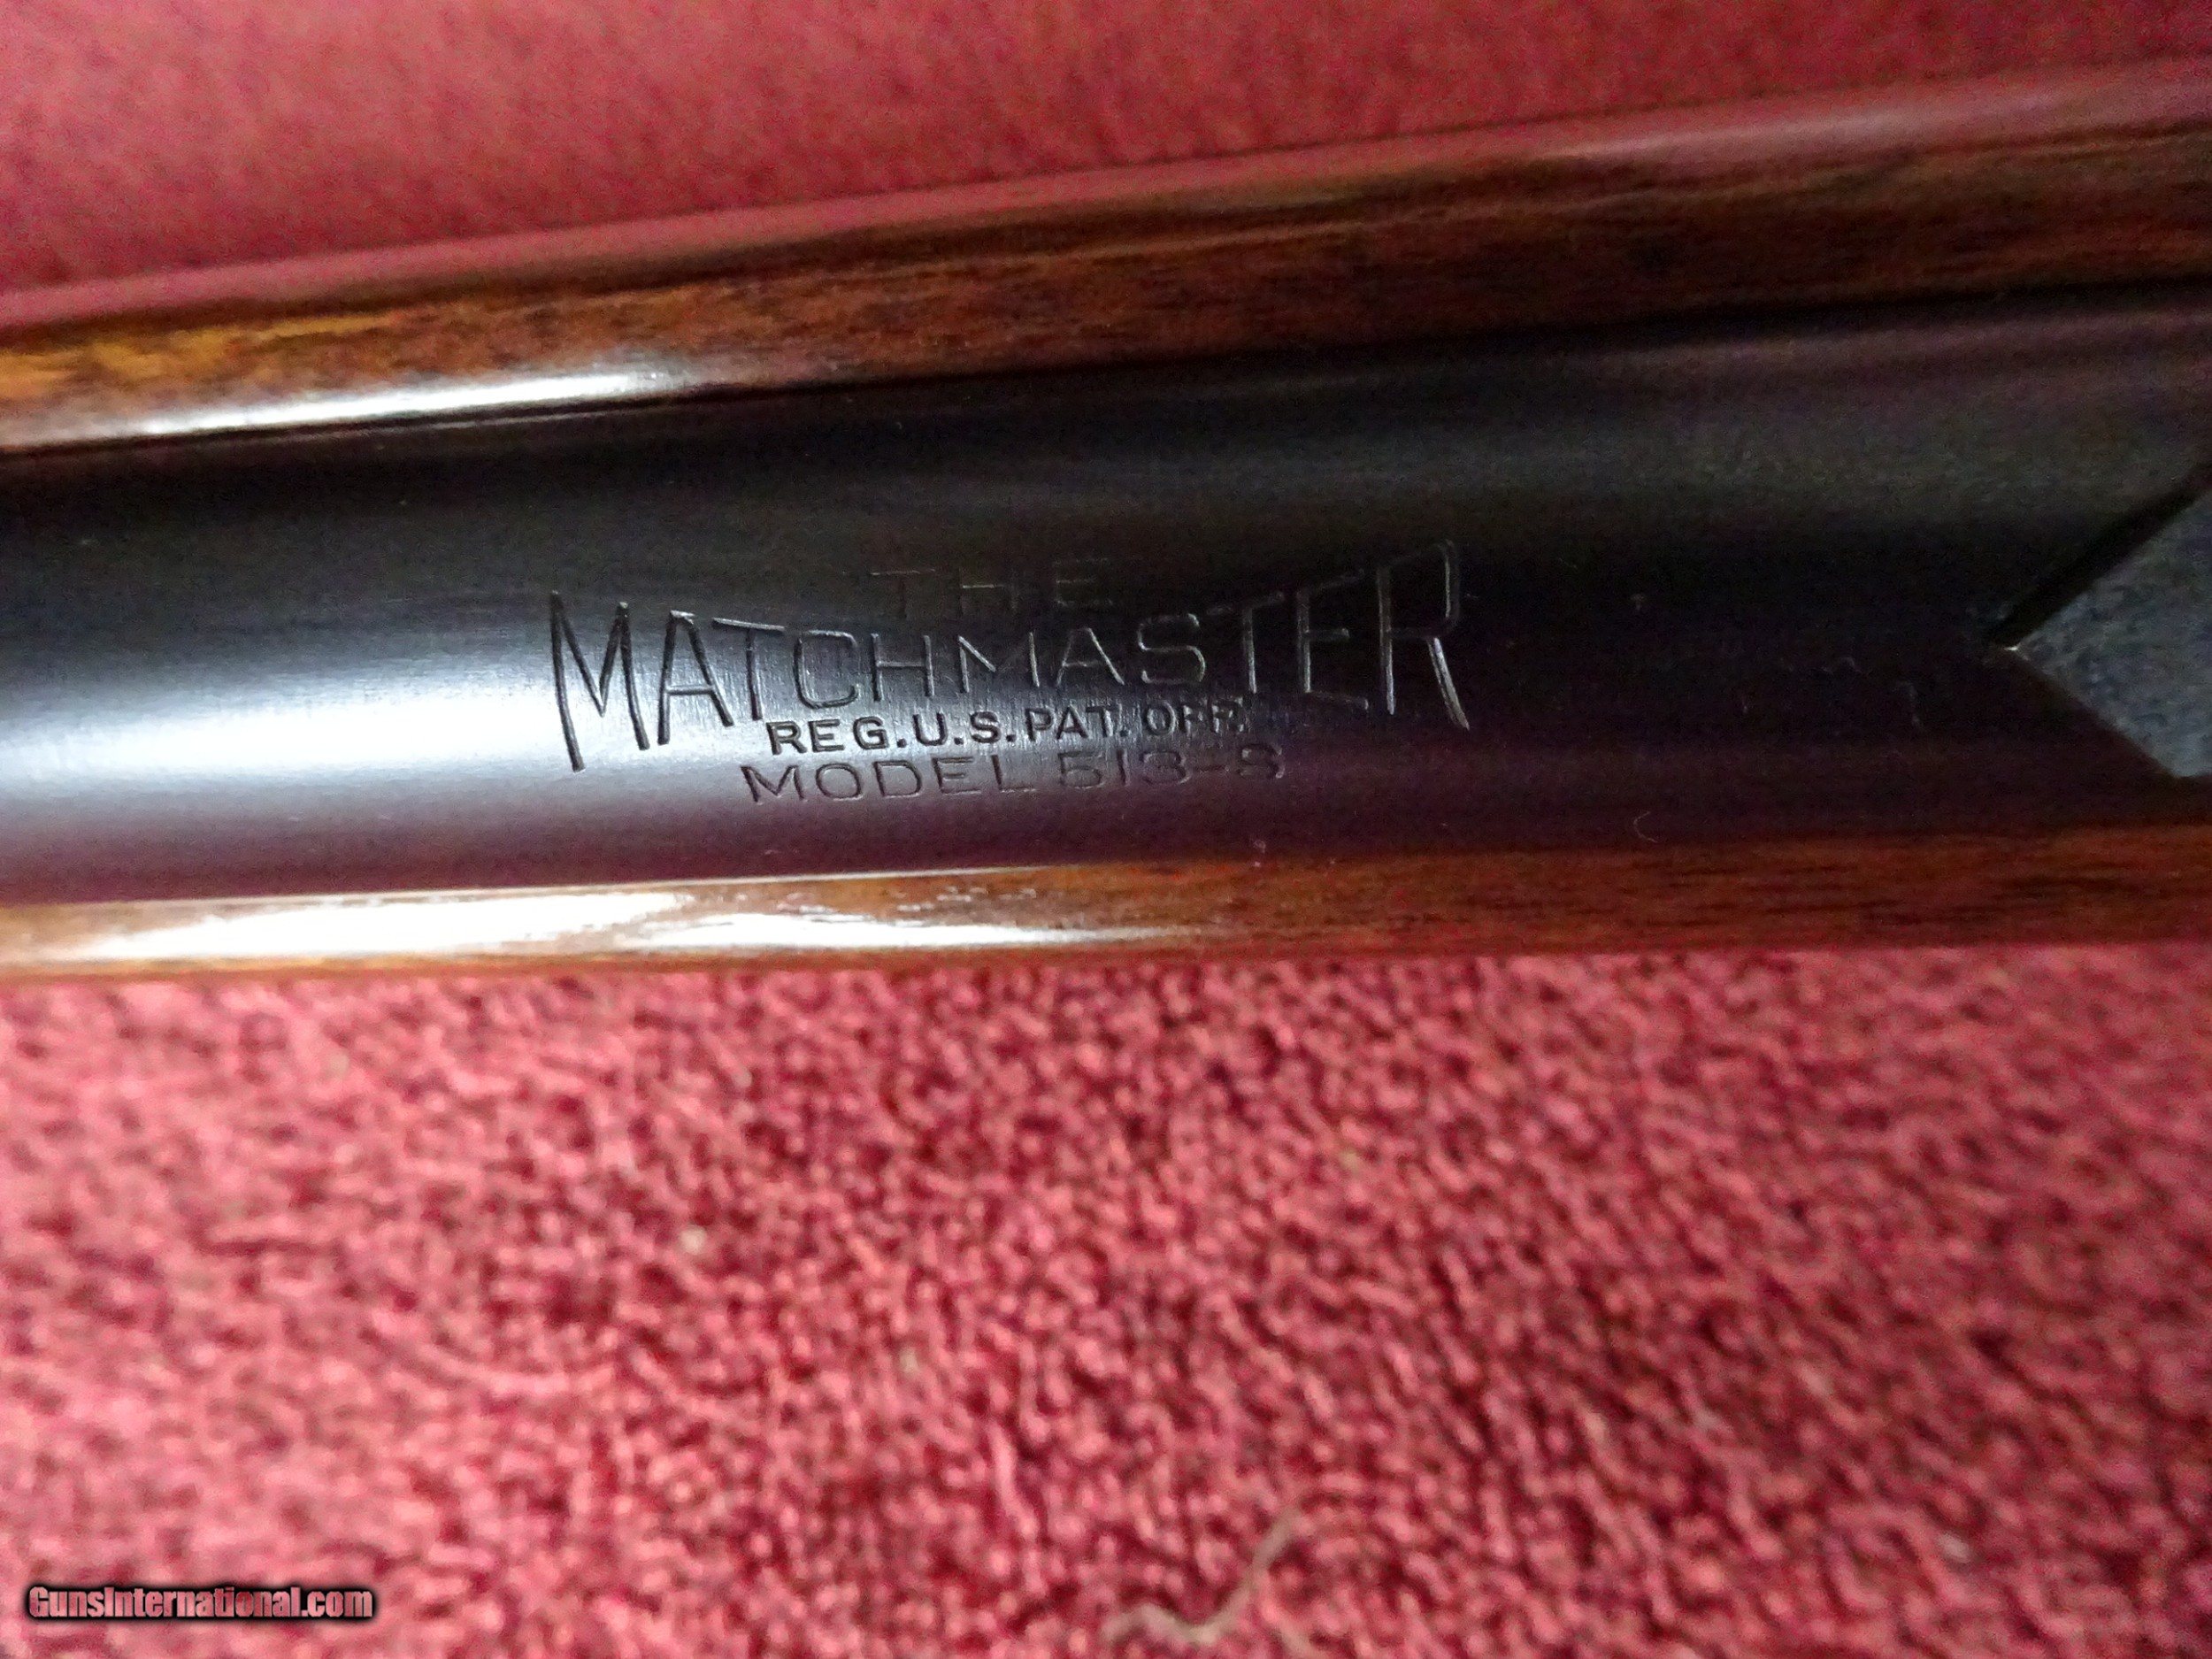 THE
MATCHMASTER
REG. U.S. PAT. OFF.
MODEL 513-S
GunsInternational.com